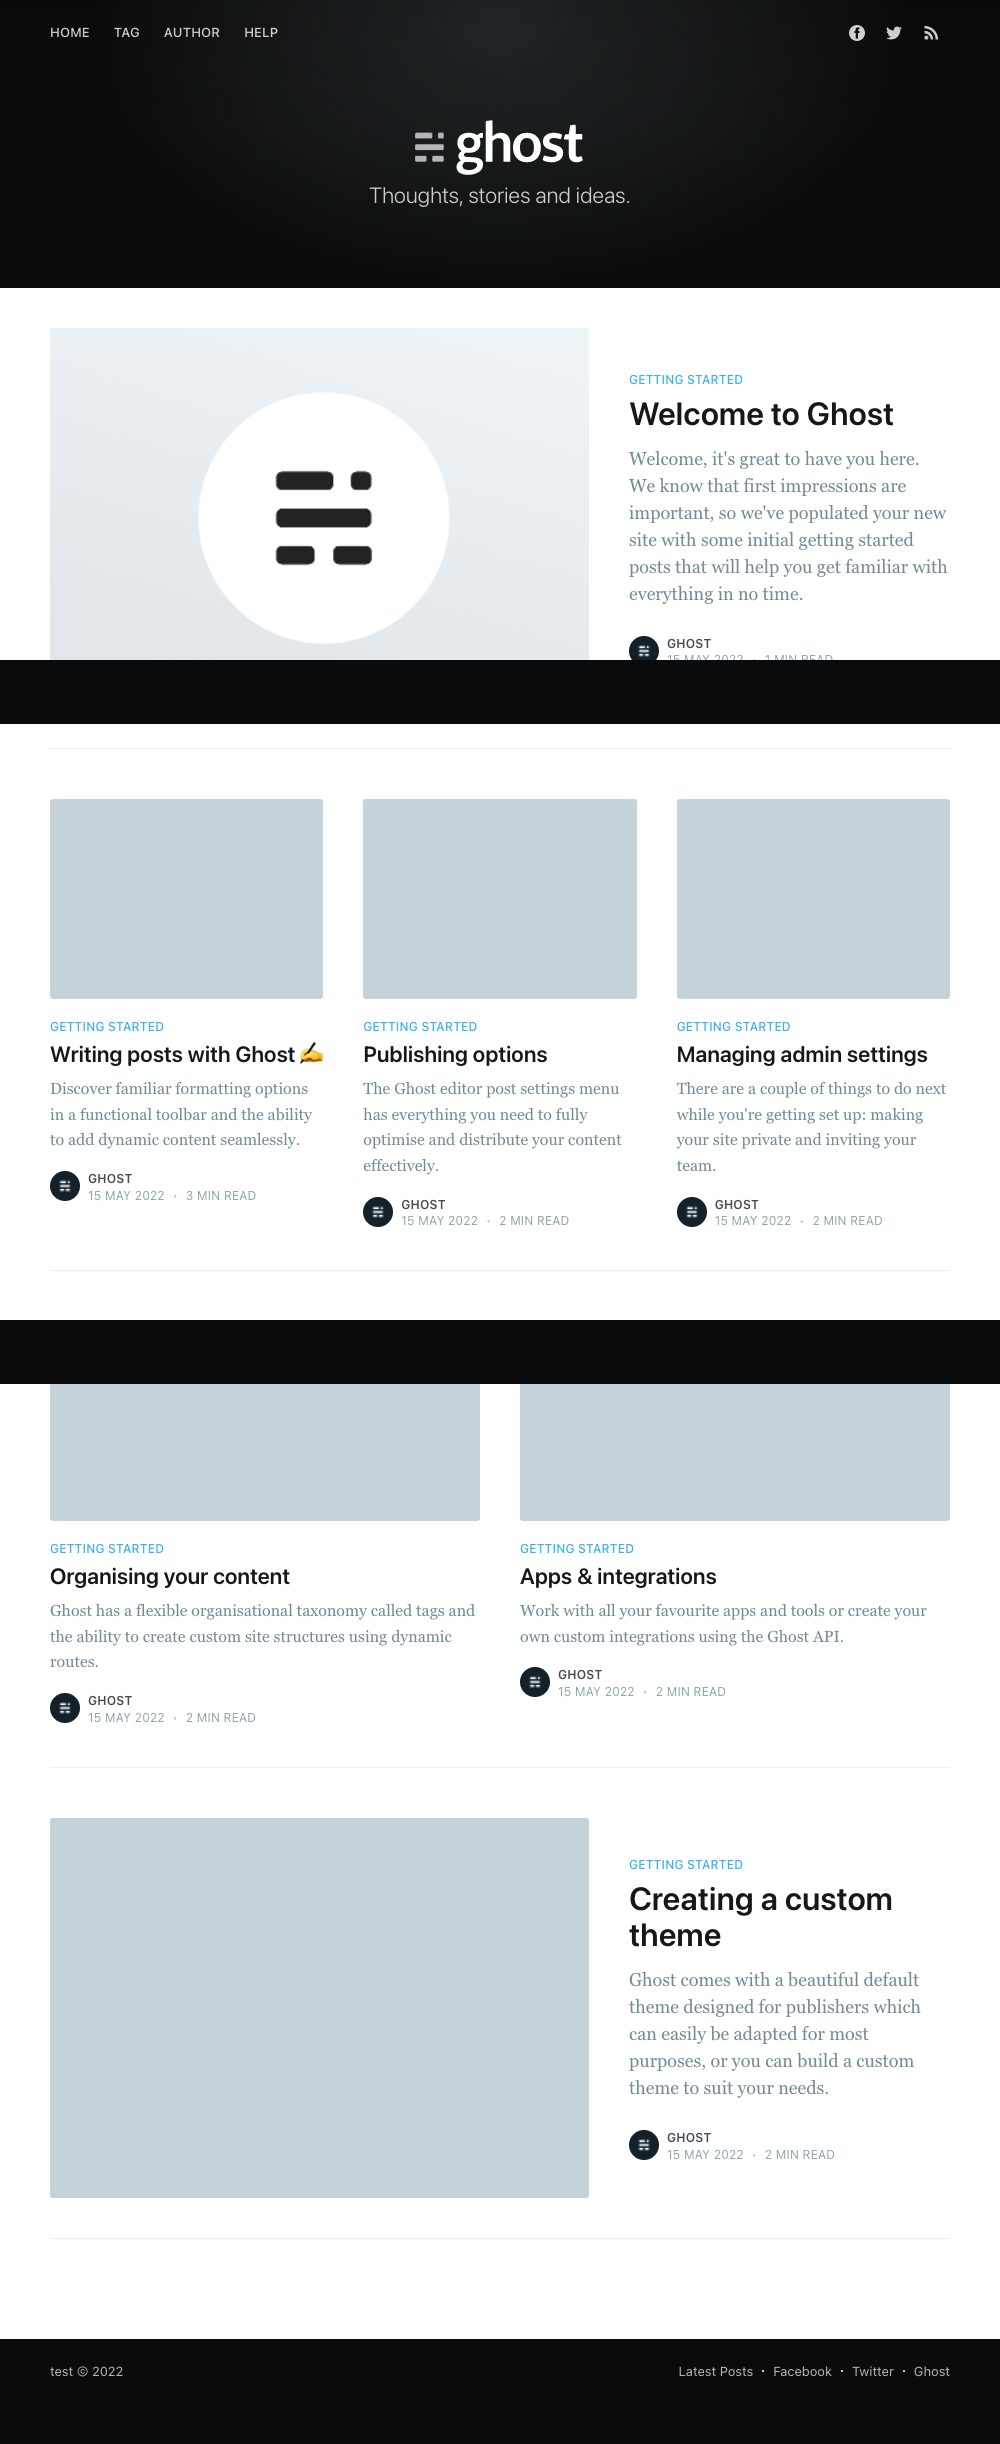 HOME TAG AUTHOR HELP
ghost
Thoughts, stories and ideas.
GETTING STARTED
Welcome to Ghost
Welcome, it's great to have you here.
We know that first impressions are
important, so we've populated your new
site with some initial getting started
posts that will help you get familiar with
everything in no time.
GHOST
15 MAY 2022 • 1 MIN READ
GETTING STARTED
Writing posts with Ghost ✍️
Discover familiar formatting options
in a functional toolbar and the ability
to add dynamic content seamlessly.
GHOST
15 MAY 2022 • 3 MIN READ
GETTING STARTED
Publishing options
The Ghost editor post settings menu
has everything you need to fully
optimise and distribute your content
effectively.
GHOST
15 MAY 2022 • 2 MIN READ
GETTING STARTED
Managing admin settings
There are a couple of things to do next
while you're getting set up: making
your site private and inviting your
team.
GHOST
15 MAY 2022 • 2 MIN READ
GETTING STARTED
Organising your content
Ghost has a flexible organisational taxonomy called tags and
the ability to create custom site structures using dynamic
routes.
GHOST
15 MAY 2022 • 2 MIN READ
GETTING STARTED
Apps & integrations
Work with all your favourite apps and tools or create your
own custom integrations using the Ghost API.
GHOST
15 MAY 2022 • 2 MIN READ
GETTING STARTED
Creating a custom
theme
Ghost comes with a beautiful default
theme designed for publishers which
can easily be adapted for most
purposes, or you can build a custom
theme to suit your needs.
GHOST
15 MAY 2022 • 2 MIN READ
test © 2022
Latest Posts • Facebook • Twitter • Ghost